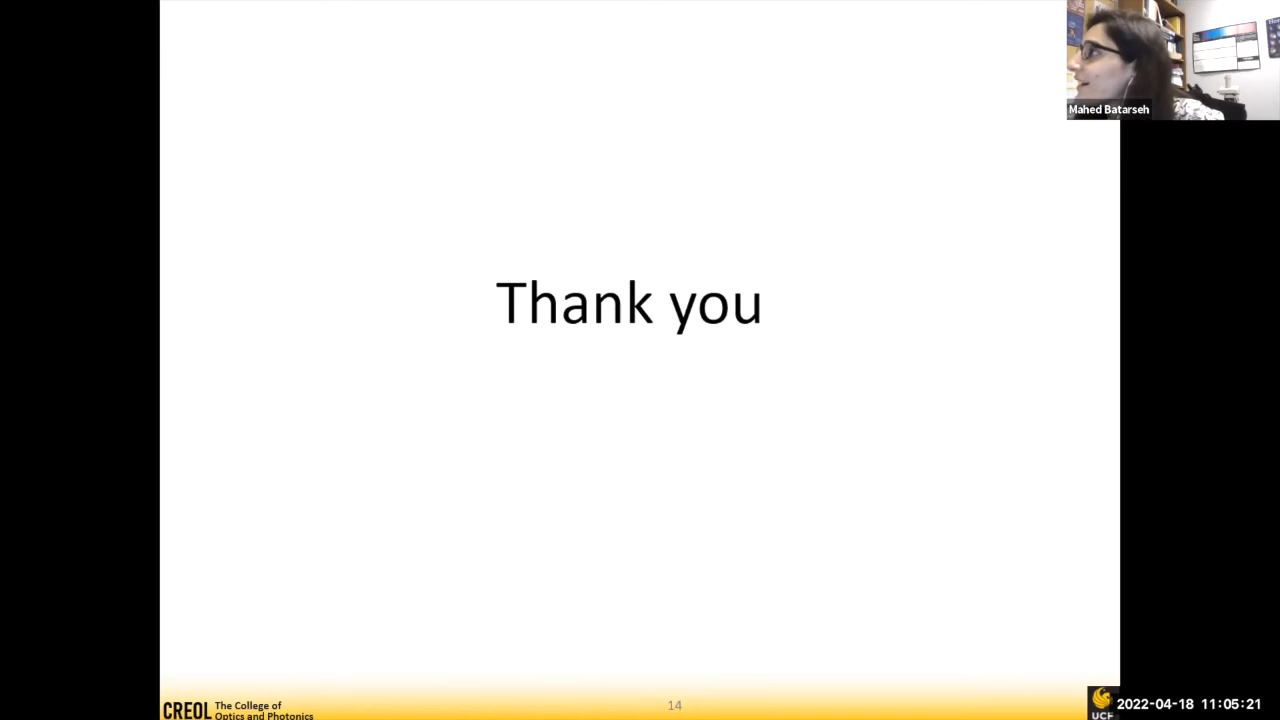 Mahed Batarseh
Thank you
CREOL The College of
Optics and Photonics
14
UCF
2022-04-18 11:05:21